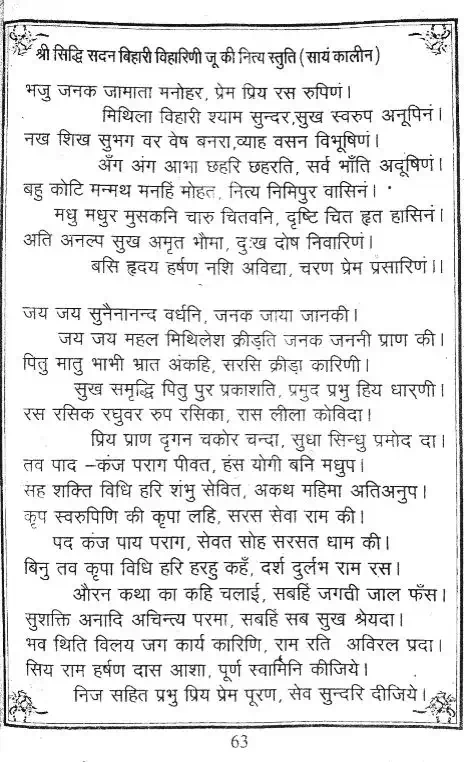 श्री सिद्धि सदन बिहारी विहारिणी जू की नित्य स्तुति (सायं कालीन)
भजु जनक जामाता मनोहर, प्रेम प्रिय रस रुपिणं।
मिथिला विहारी श्याम सुन्दर,सुख स्वरुप अनूपिनं।
नख शिख सुभग वर वेष बनरा,व्याह वसन विभूषिणं।
अँग अंग आभा छहरि छहरति, सर्व भाँति अदूषिणं।
बहु कोटि मन्मथ मनहिं मोहत, नित्य निमिपुर वासिनं।
मधु मधुर मुसकनि चारु चितवनि, दृष्टि चित हृत हासिनं।
अति अनल्प सुख अमृत भौमा, दुःख दोष निवारिणं।
बसि हृदय हर्षण नशि अविद्या, चरण प्रेम प्रसारिणं।।
जय जय सुनैनानन्द वर्धनि, जनक जाया जानकी।
जय जय महल मिथिलेश क्रीड़ति जनक जननी प्राण की।
पितु मातु भाभी भ्रात अंकहि, सरसि क्रीड़ा कारिणी।
सुख समृद्धि पितु पुर प्रकाशति, प्रमुद प्रभु हिय धारणी।
रस रसिक रघुवर रुप रसिका, रास लीला कोविदा।
प्रिय प्राण दृगन चकोर चन्दा, सुधा सिन्धु प्रमोद दा।
तव पाद –कंज पराग पीवत, हंस योगी बनि मधुप।
सह शक्ति विधि हरि शंभु सेवित, अकथ महिमा अतिअनुप।
कृप स्वरुपिणि की कृपा लहि, सरस सेवा राम की।
पद कंज पाय पराग, सेवत सोह सरसत धाम की।
बिनु तव कृपा विधि हरि हरहु कहँ, दर्श दुर्लभ राम रस।
औरन कथा का कहि चलाई, सबहिं जगवी जाल फँस।
सुशक्ति अनादि अचिन्त्य परमा, सबहिं सब सुख श्रेयदा।
भव थिति विलय जग कार्य कारिणि, राम रति अविरल प्रदा।
सिय राम हर्षण दास आशा, पूर्ण स्वामिनि कीजिये।
निज सहित प्रभु प्रिय प्रेम पूरण, सेव सुन्दरि दीजिये।
63